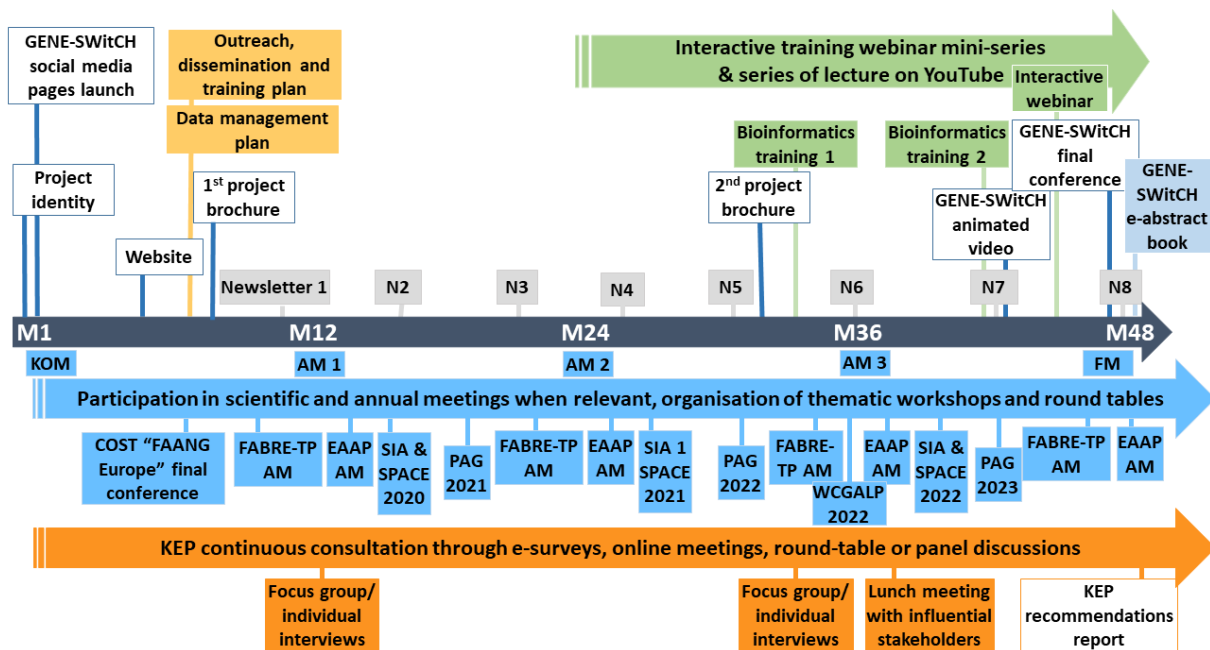 GENE-SWitCH
social media
pages launch
Project
identity
Website
Outreach,
dissemination and
training plan
Data management
plan
1st project
brochure
Interactive training webinar mini-series
& series of lecture on YouTube
Interactive
webinar
Bioinformatics
training 1
Bioinformatics
training 2
2nd project
brochure
GENE-SWitCH
animated
video
GENE-SWitCH
final
conference
GENE-
SWitCH
e-abstract
book
Newsletter 1
N2
N3
N4
N5
N6
N7
N8
M1
M12
M24
M36
M48
KOM
AM 1
AM 2
AM 3
FM
Participation in scientific and annual meetings when relevant, organisation of thematic workshops and round tables
COST “FAANG
Europe” final
conference
FABRE-TP
AM
EAAP
AM
SIA &
SPACE
2020
PAG
2021
FABRE-TP
AM
EAAP
AM
SIA 1
SPACE
2021
PAG
2022
FABRE-
TP AM
WCGALP
2022
EAAP
AM
SIA &
SPACE
2022
PAG
2023
FABRE-TP
AM
EAAP
AM
KEP continuous consultation through e-surveys, online meetings, round-table or panel discussions
Focus group/
individual
interviews
Focus group/
individual
interviews
Lunch meeting
with influential
stakeholders
KEP
recommendations
report